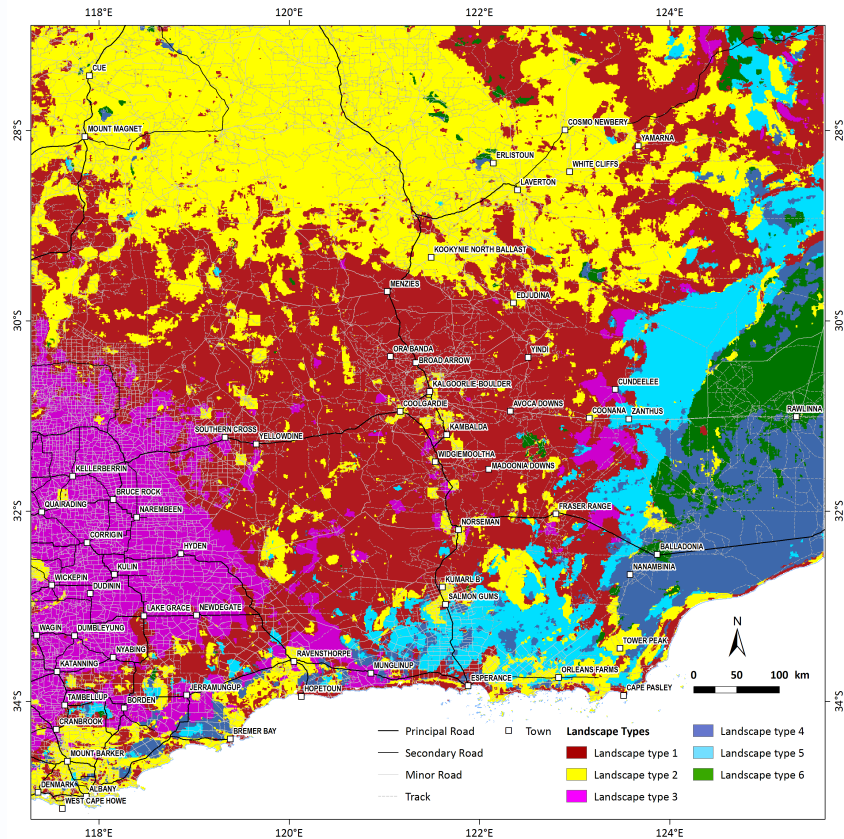 118°E 120°E 122°E 124°E
CUE
28°S 28°S
MOUNT MAGNET
COSMO NEWBERY
YAMARNA
ERLISTOUN
WHITE CLIFFS
LAVERTON
KOOKYNIE NORTH BALLAST
MENZIES
EDJUDINA
30°S 30°S
ORA BANDA
YINDI
BROAD ARROW
KALGOORLIE-BOULDER
CUNDEELEE
COOLGARDIE
AVOCA DOWNS
COONANA
ZANTHUS
RAWLINNA
SOUTHERN CROSS
KAMBALDA
YELLOWDINE
WIDGIEMOOLTHA
MADOONIA DOWNS
KELLERBERRIN
BRUCE ROCK
QUAIRADING
NAREMBEEN
32°S 32°S
FRASER RANGE
NORSEMAN
CORRIGIN
HYDEN
BALLADONIA
KULIN
NANAMBINIA
WICKEPIN
KUMARL B
DUDININ
SALMON GUMS
LAKE GRACE
NEWDEGATE
WAGIN
DUMBLEYUNG
TOWER PEAK
NYABING
RAVENSTHORPE
KATANNING
MUNGLINUP
ORLEANS FARMS
ESPERANCE
JERRAMUNGUP
HOPETOUN
CAPE PASLEY
TAMBELLUP
BORDEN
34°S 34°S
CRANBROOK
BREMER BAY
MOUNT BARKER
DENMARK
ALBANY
WEST CAPE HOWE
N
0 50 100 km
Principal Road
Secondary Road
Minor Road
Track
Town
Landscape Types
Landscape type 1
Landscape type 2
Landscape type 3
Landscape type 4
Landscape type 5
Landscape type 6
118°E 120°E 122°E 124°E